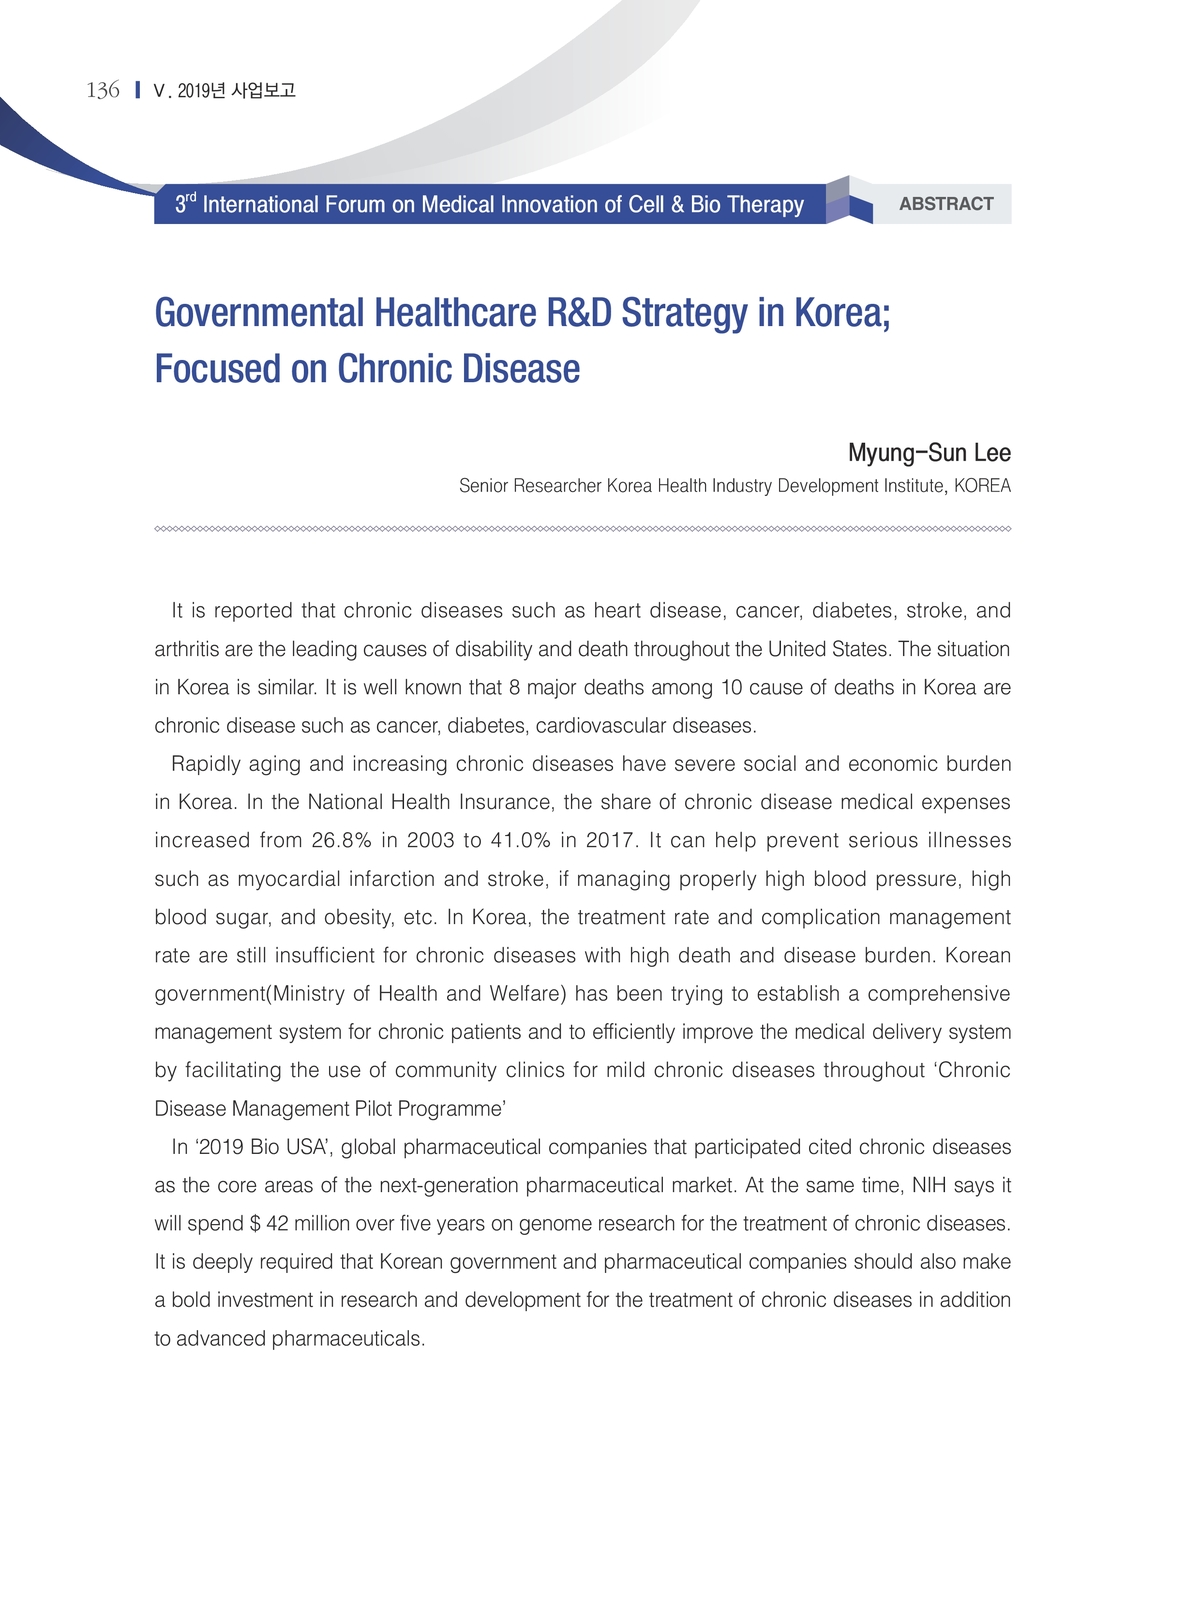 136 Ⅴ. 2019년 사업보고
3rd International Forum on Medical Innovation of Cell & Bio Therapy ABSTRACT
Governmental Healthcare R&D Strategy in Korea;
Focused on Chronic Disease
Myung-Sun Lee
Senior Researcher Korea Health Industry Development Institute, KOREA
It is reported that chronic diseases such as heart disease, cancer, diabetes, stroke, and
arthritis are the leading causes of disability and death throughout the United States. The situation
in Korea is similar. It is well known that 8 major deaths among 10 cause of deaths in Korea are
chronic disease such as cancer, diabetes, cardiovascular diseases.
Rapidly aging and increasing chronic diseases have severe social and economic burden
in Korea. In the National Health Insurance, the share of chronic disease medical expenses
increased from 26.8% in 2003 to 41.0% in 2017. It can help prevent serious illnesses
such as myocardial infarction and stroke, if managing properly high blood pressure, high
blood sugar, and obesity, etc. In Korea, the treatment rate and complication management
rate are still insufficient for chronic diseases with high death and disease burden. Korean
government(Ministry of Health and Welfare) has been trying to establish a comprehensive
management system for chronic patients and to efficiently improve the medical delivery system
by facilitating the use of community clinics for mild chronic diseases throughout ‘Chronic
Disease Management Pilot Programme’
In ‘2019 Bio USA’, global pharmaceutical companies that participated cited chronic diseases
as the core areas of the next-generation pharmaceutical market. At the same time, NIH says it
will spend $ 42 million over five years on genome research for the treatment of chronic diseases.
It is deeply required that Korean government and pharmaceutical companies should also make
a bold investment in research and development for the treatment of chronic diseases in addition
to advanced pharmaceuticals.